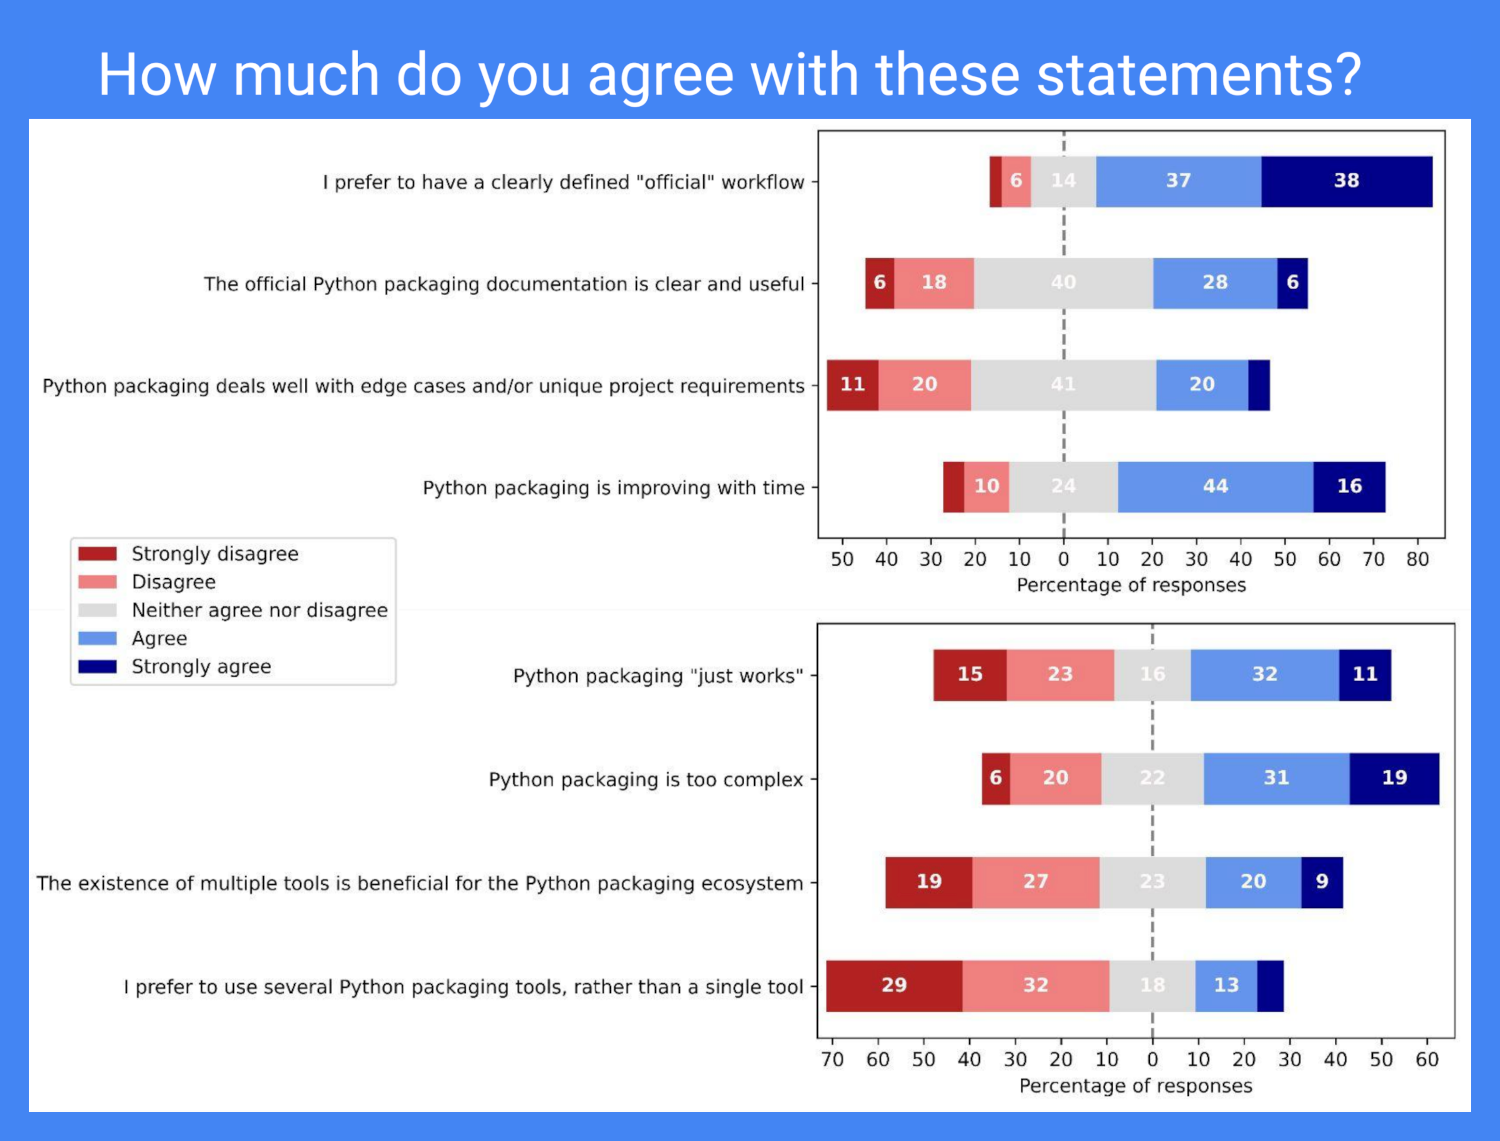 How much do you agree with these statements?
I prefer to have a clearly defined "official" workflow
6 14 37 38
The official Python packaging documentation is clear and useful
6 18 40 28 6
Python packaging deals well with edge cases and/or unique project requirements
11 20 41 20
Python packaging is improving with time
10 24 44 16
50 40 30 20 10 0 10 20 30 40 50 60 70 80
Percentage of responses
Strongly disagree
Disagree
Neither agree nor disagree
Agree
Strongly agree
Python packaging "just works"
15 23 16 32 11
Python packaging is too complex
6 20 22 31 19
The existence of multiple tools is beneficial for the Python packaging ecosystem
19 27 23 20 9
I prefer to use several Python packaging tools, rather than a single tool
29 32 18 13
70 60 50 40 30 20 10 0 10 20 30 40 50 60
Percentage of responses